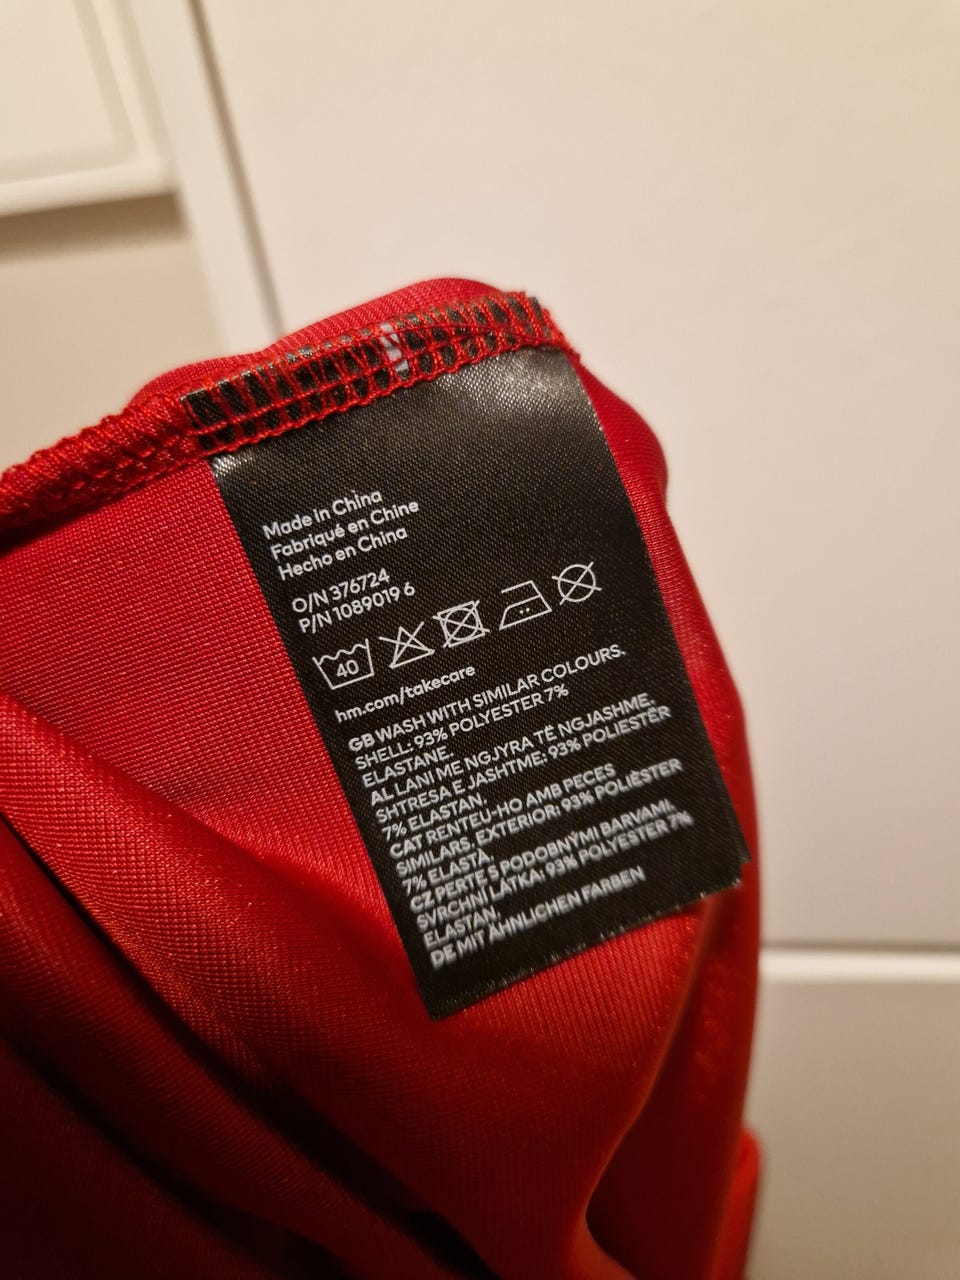 Made in China
Fabriqué en Chine
Hecho en China
O/N 376724
P/N 1089019 6
40
hm.com/takecare
GB WASH WITH SIMILAR COLOURS.
SHELL: 93% POLYESTER 7%
ELASTANE.
AL LANI ME NGJYRA TË NGJASHME.
SHTRESA E JASHTME: 93% POLIESTËR
7% ELASTAN.
CAT RENTEU-HO AMB PECES
SIMILARS. EXTERIOR: 93% POLIÈSTER
7% ELASTÀ.
CZ PERTE S PODOBNÝMI BARVAMI.
SVRCHNÍ LÁTKA: 93% POLYESTER 7%
ELASTAN.
DE MIT ÄHNLICHEN FARBEN